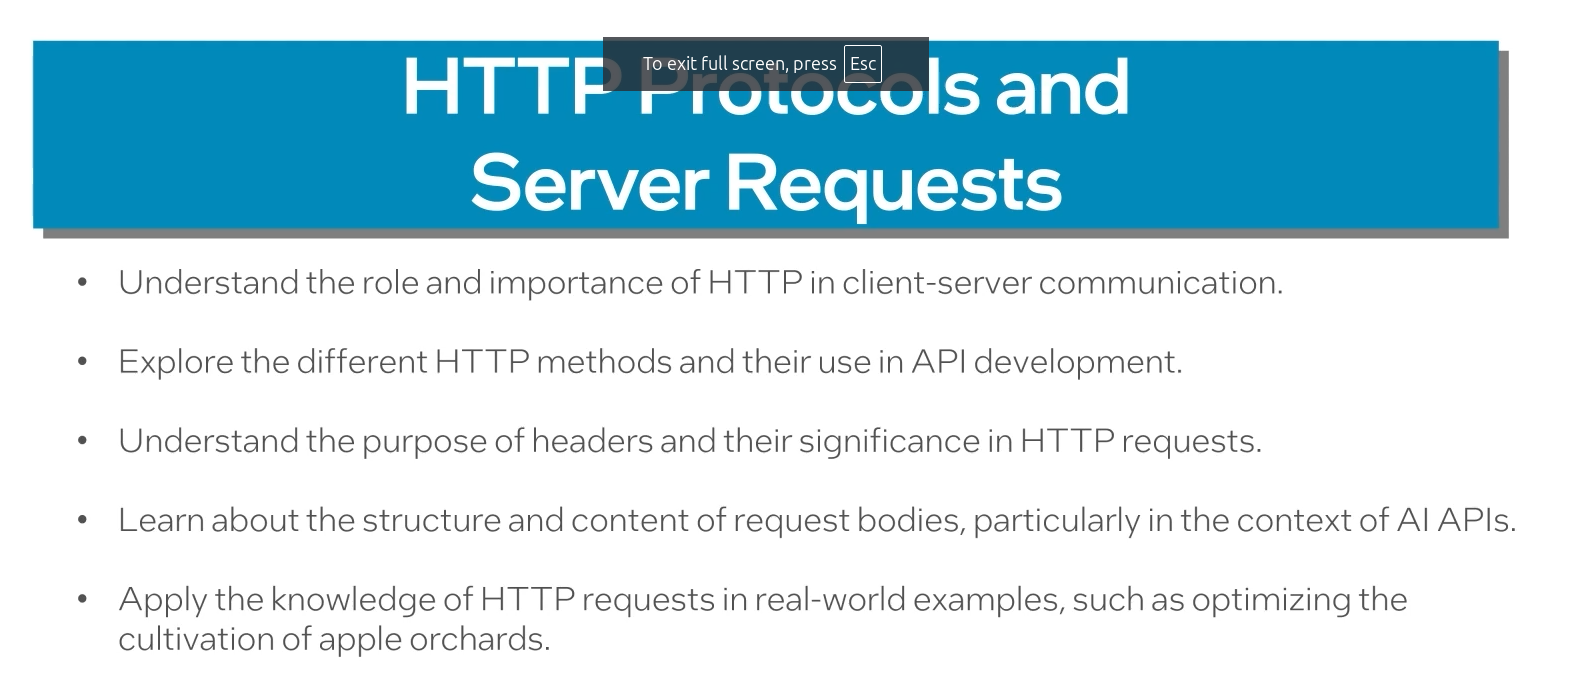 To exit full screen, press Esc
HTTP Protocols and
Server Requests
• Understand the role and importance of HTTP in client-server communication.
• Explore the different HTTP methods and their use in API development.
• Understand the purpose of headers and their significance in HTTP requests.
• Learn about the structure and content of request bodies, particularly in the context of AI APIs.
• Apply the knowledge of HTTP requests in real-world examples, such as optimizing the
cultivation of apple orchards.